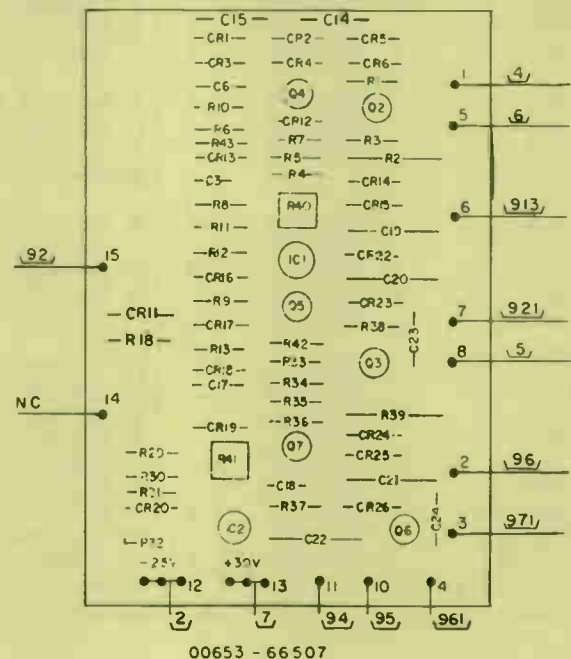 C15 C14
CR1 CP2 CR5
CR3 CR4 CR6
C6 Q4 R1 1 4
R10 Q2
CR12 5 6
R6
R43 R7 R3
CR13 R5 R2
R4
C3 CR14
R8 R40 CR15 6 913
R11 C19
R12 IC1 CR22
92 15
CR16 C20
R9 Q5 CR23
CR11 CR17 R38 C23 7 921
R18 R13 R42
R33 Q3 8 5
CR18
C17 R34
R35
NC 14 R36 R39
CR19 CR24
R29 R41 Q7 CR25
R30 C21 2 96
R31 C18
CR20 R37 CR26 C24
IC2 Q6 3 971
R32 C22
-25V +30V
12 13 11 10 4
2 7 94 95 961
00653 - 66507